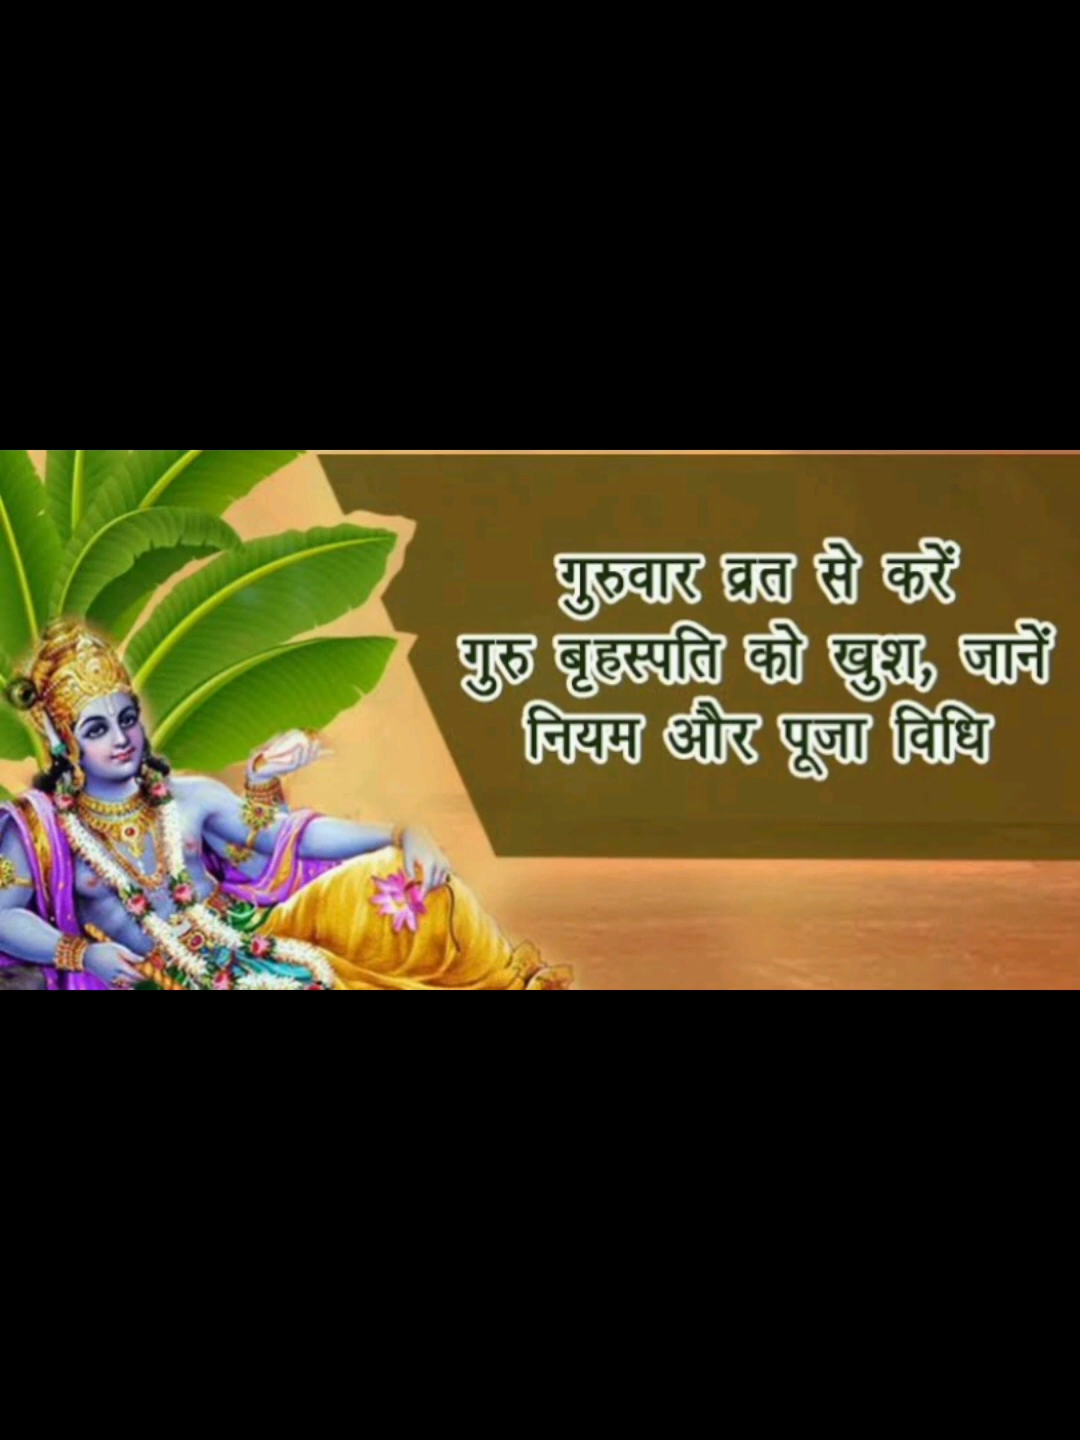 गुरुवार व्रत से करें
गुरु बृहस्पति को खुश, जानें
नियम और पूजा विधि